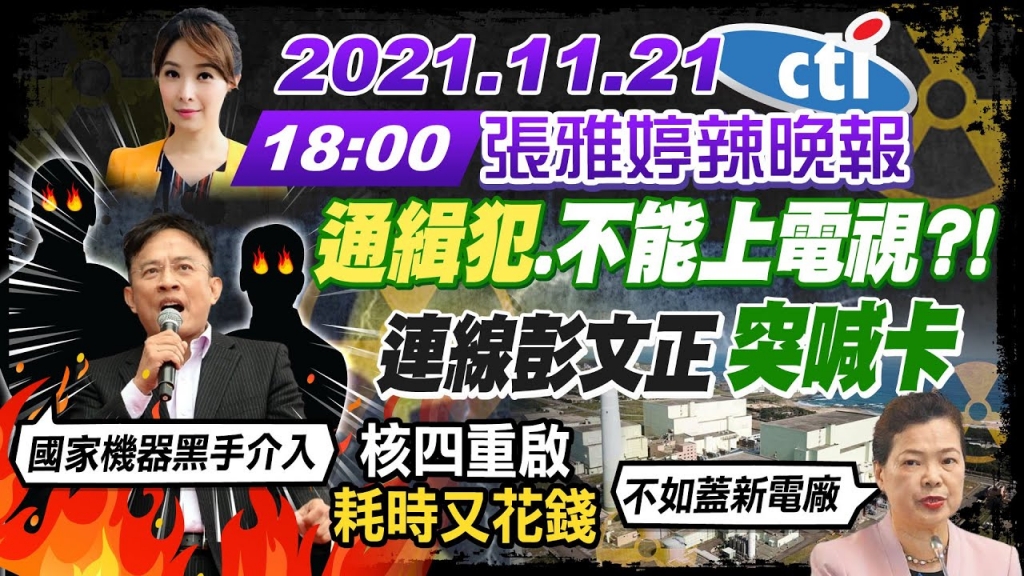 2021.11.21
cti
18:00 張雅婷辣晚報
通緝犯.不能上電視?!
連線彭文正 突喊卡
國家機器黑手介入
核四重啟
耗時又花錢
不如蓋新電廠